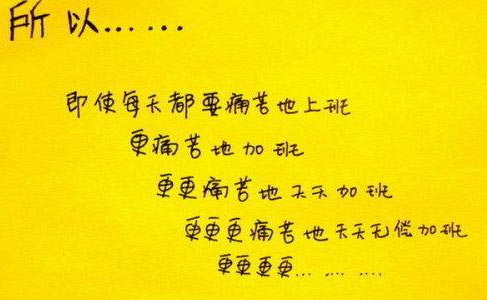 所以……
即使每天都要痛苦地上班
更痛苦地加班
更更痛苦地天天加班
更更更痛苦地天天无偿加班
更更更更… … …